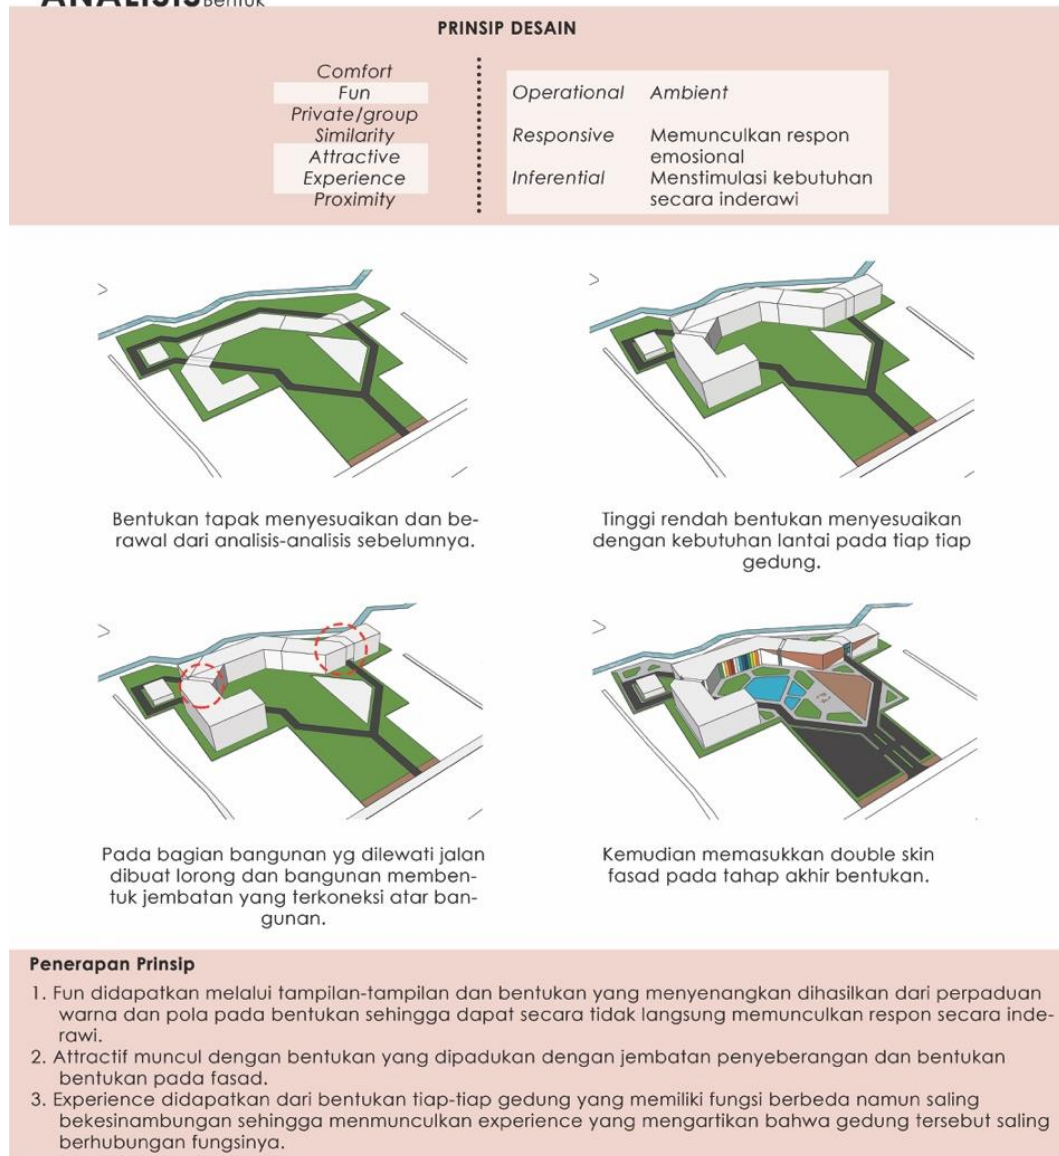 ANALISIS Bentuk
PRINSIP DESAIN
Comfort
Fun
Private/group
Similarity
Attractive
Experience
Proximity
Operational Ambient
Responsive Memunculkan respon
emosional
Inferential Menstimulasi kebutuhan
secara inderawi
Bentukan tapak menyesuaikan dan be-
rawal dari analisis-analisis sebelumnya.
Tinggi rendah bentukan menyesuaikan
dengan kebutuhan lantai pada tiap tiap
gedung.
Pada bagian bangunan yg dilewati jalan
dibuat lorong dan bangunan memben-
tuk jembatan yang terkoneksi atar ban-
gunan.
Kemudian memasukkan double skin
fasad pada tahap akhir bentukan.
Penerapan Prinsip
1. Fun didapatkan melalui tampilan-tampilan dan bentukan yang menyenangkan dihasilkan dari perpaduan
warna dan pola pada bentukan sehingga dapat secara tidak langsung memunculkan respon secara inde-
rawi.
2. Attractif muncul dengan bentukan yang dipadukan dengan jembatan penyeberangan dan bentukan
bentukan pada fasad.
3. Experience didapatkan dari bentukan tiap-tiap gedung yang memiliki fungsi berbeda namun saling
bekesinambungan sehingga menmunculkan experience yang mengartikan bahwa gedung tersebut saling
berhubungan fungsinya.